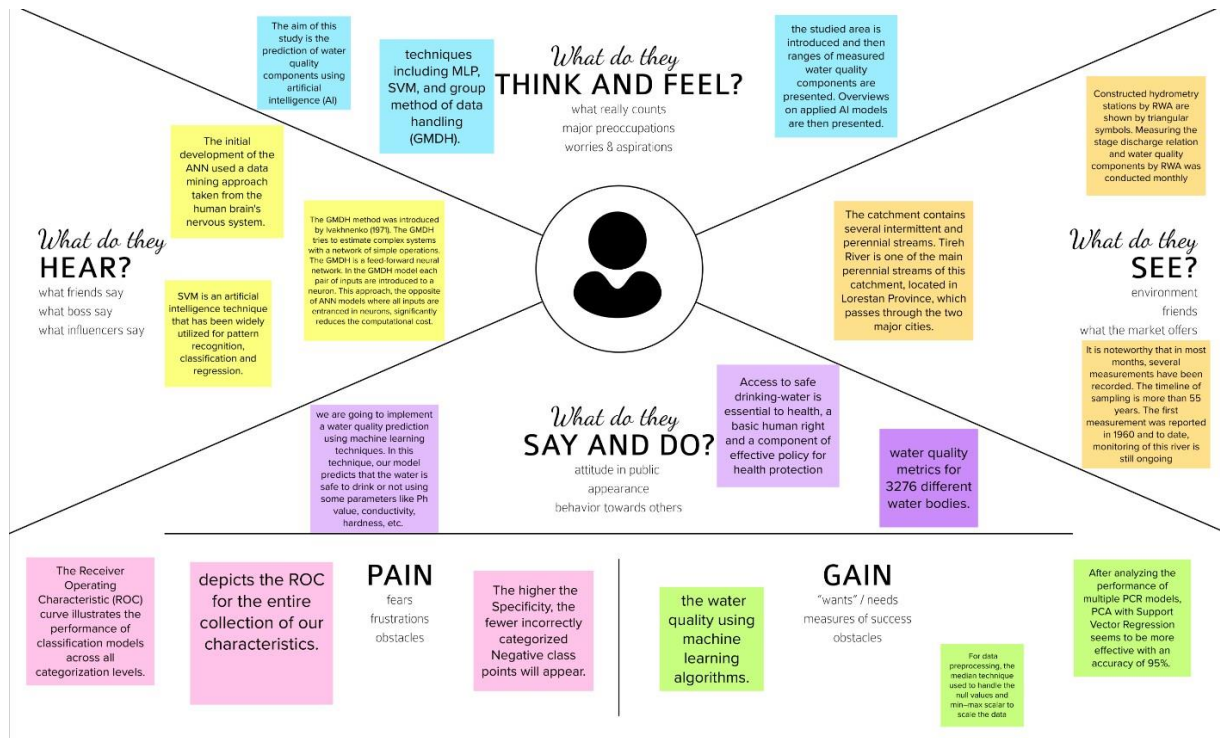 The aim of this
study is the
prediction of water
quality
components using
artificial
intelligence (AI)
techniques
including MLP,
SVM, and group
method of data
handling
(GMDH).
What do they
THINK AND FEEL?
what really counts
major preoccupations
worries & aspirations
the studied area is
introduced and then
ranges of measured
water quality
components are
presented. Overviews
on applied AI models
are then presented.
What do they
HEAR?
what friends say
what boss say
what influencers say
The initial
development of the
ANN used a data
mining approach
taken from the
human brain's
nervous system.
The GMDH method was introduced
by Ivakhnenko (1971). The GMDH
tries to estimate complex systems
with a network of simple operations.
The GMDH is a feed-forward neural
network. In the GMDH model each
pair of inputs are introduced to a
neuron. This approach, the opposite
of ANN models where all inputs are
entranced in neurons, significantly
reduces the computational cost.
SVM is an artificial
intelligence technique
that has been widely
utilized for pattern
recognition,
classification and
regression.
Constructed hydrometry
stations by RWA are
shown by triangular
symbols. Measuring the
stage discharge relation
and water quality
components by RWA was
conducted monthly
The catchment contains
several intermittent and
perennial streams. Tireh
River is one of the main
perennial streams of this
catchment, located in
Lorestan Province, which
passes through the two
major cities.
What do they
SEE?
environment
friends
what the market offers
It is noteworthy that in most
months, several
measurements have been
recorded. The timeline of
sampling is more than 55
years. The first
measurement was reported
in 1960 and to date,
monitoring of this river is
still ongoing
we are going to implement
a water quality prediction
using machine learning
techniques. In this
technique, our model
predicts that the water is
safe to drink or not using
some parameters like Ph
value, conductivity,
hardness, etc.
What do they
SAY AND DO?
attitude in public
appearance
behavior towards others
Access to safe
drinking-water is
essential to health, a
basic human right
and a component of
effective policy for
health protection
water quality
metrics for
3276 different
water bodies.
The Receiver
Operating
Characteristic (ROC)
curve illustrates the
performance of
classification models
across all
categorization levels.
depicts the ROC
for the entire
collection of our
characteristics.
PAIN
fears
frustrations
obstacles
The higher the
Specificity, the
fewer incorrectly
categorized
Negative class
points will appear.
the water
quality using
machine
learning
algorithms.
GAIN
"wants" / needs
measures of success
obstacles
For data
preprocessing, the
median technique
used to handle the
null values and
min–max scalar to
scale the data
After analyzing the
performance of
multiple PCR models,
PCA with Support
Vector Regression
seems to be more
effective with an
accuracy of 95%.